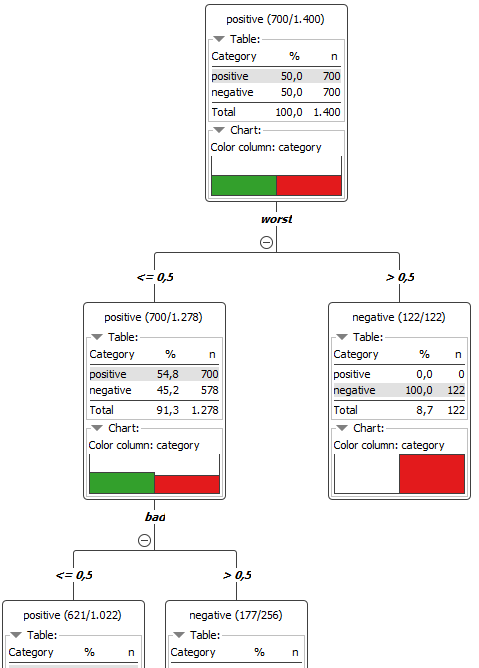 positive (700/1.400)
Table:
Category % n
positive 50,0 700
negative 50,0 700
Total 100,0 1.400
Chart:
Color column: category
worst
<= 0,5
> 0,5
positive (700/1.278)
Table:
Category % n
positive 54,8 700
negative 45,2 578
Total 91,3 1.278
Chart:
Color column: category
negative (122/122)
Table:
Category % n
positive 0,0 0
negative 100,0 122
Total 8,7 122
Chart:
Color column: category
bad
<= 0,5
> 0,5
positive (621/1.022)
Table:
Category % n
negative (177/256)
Table:
Category % n